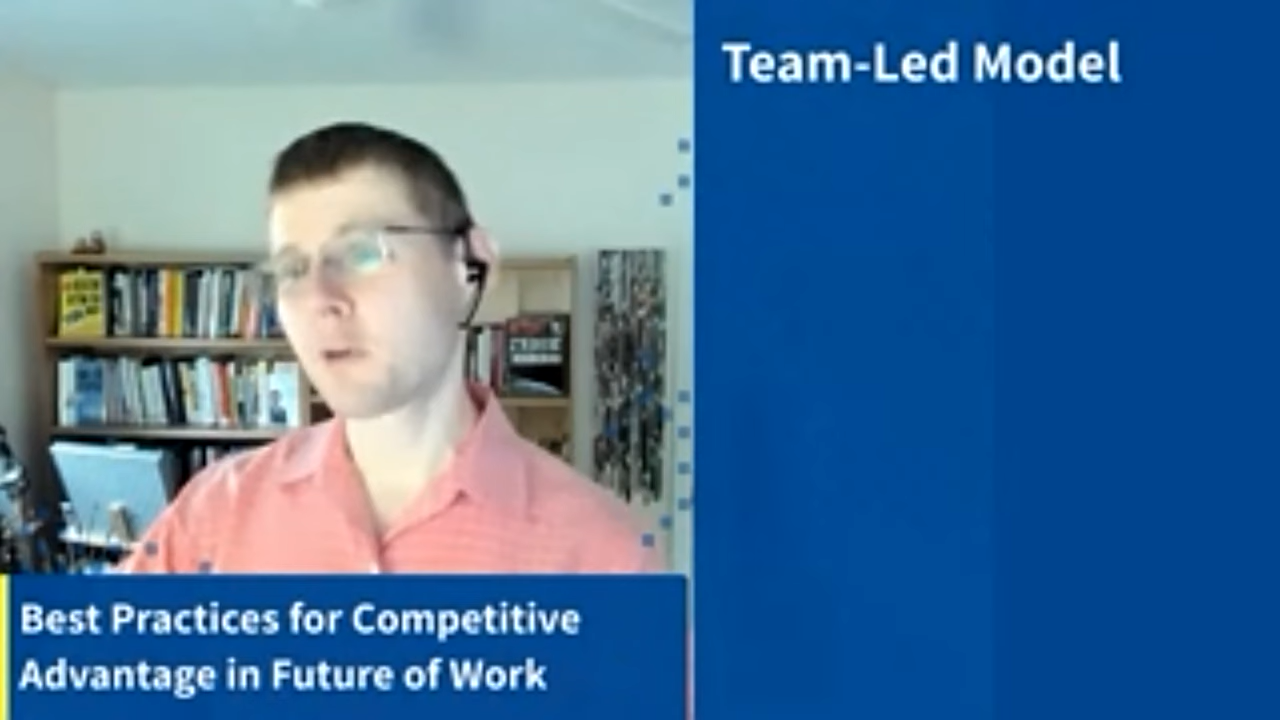 Team-Led Model
Best Practices for Competitive
Advantage in Future of Work